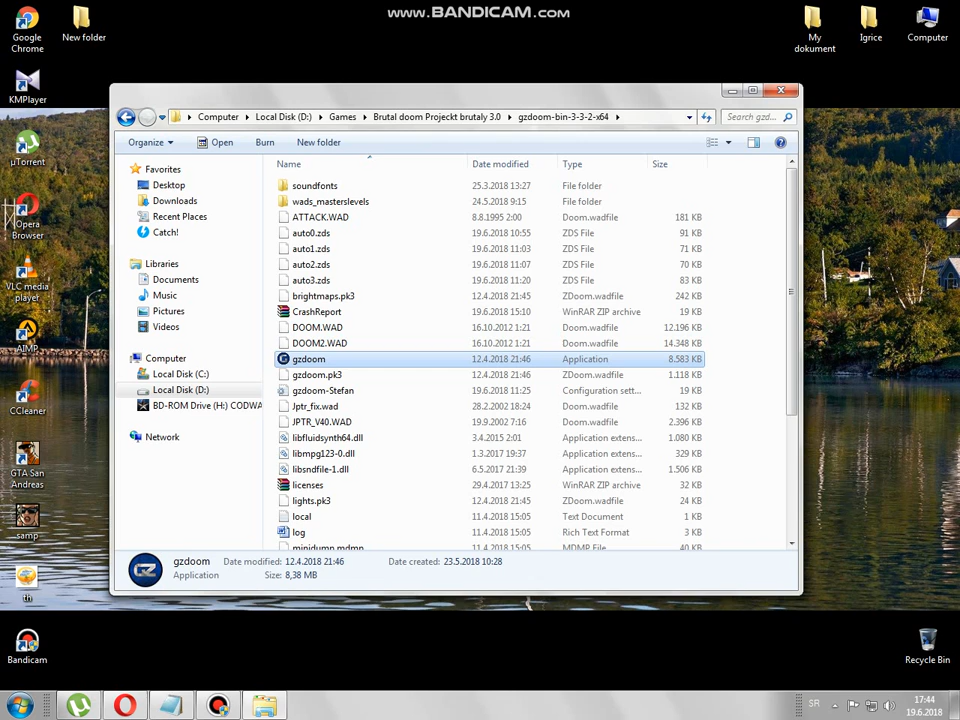 www.BANDICAM.com
Google Chrome
New folder
My dokument
Igrice
Computer
KMPlayer
µTorrent
Opera Browser
VLC media player
AIMP
CCleaner
GTA San Andreas
samp
th
Bandicam
Recycle Bin
Computer Local Disk (D:) Games Brutal doom Projeckt brutaly 3.0 gzdoom-bin-3-3-2-x64
Search gzd...
Organize Open Burn New folder
Favorites
Desktop
Downloads
Recent Places
Catch!
Libraries
Documents
Music
Pictures
Videos
Computer
Local Disk (C:)
Local Disk (D:)
BD-ROM Drive (H:) CODWA
Network
Name Date modified Type Size
soundfonts 25.3.2018 13:27 File folder
wads_masterslevels 24.5.2018 9:15 File folder
ATTACK.WAD 8.8.1995 2:00 Doom.wadfile 181 KB
auto0.zds 19.6.2018 10:55 ZDS File 91 KB
auto1.zds 19.6.2018 11:03 ZDS File 71 KB
auto2.zds 19.6.2018 11:07 ZDS File 70 KB
auto3.zds 19.6.2018 11:20 ZDS File 83 KB
brightmaps.pk3 12.4.2018 21:45 ZDoom.wadfile 242 KB
CrashReport 19.6.2018 15:10 WinRAR ZIP archive 19 KB
DOOM.WAD 16.10.2012 1:21 Doom.wadfile 12.196 KB
DOOM2.WAD 16.10.2012 1:21 Doom.wadfile 14.348 KB
gzdoom 12.4.2018 21:46 Application 8.583 KB
gzdoom.pk3 12.4.2018 21:46 ZDoom.wadfile 1.118 KB
gzdoom-Stefan 19.6.2018 11:25 Configuration sett... 19 KB
Jptr_fix.wad 28.2.2002 18:24 Doom.wadfile 132 KB
JPTR_V40.WAD 19.9.2002 7:16 Doom.wadfile 2.396 KB
libfluidsynth64.dll 3.4.2015 2:01 Application extens... 1.080 KB
libmpg123-0.dll 1.3.2017 19:37 Application extens... 329 KB
libsndfile-1.dll 6.5.2017 21:39 Application extens... 1.506 KB
licenses 29.4.2017 13:25 WinRAR ZIP archive 32 KB
lights.pk3 12.4.2018 21:45 ZDoom.wadfile 24 KB
local 11.4.2018 15:05 Text Document 1 KB
log 11.4.2018 15:05 Rich Text Format 3 KB
minidump.mdmp 11.4.2018 15:05 MDMP File 40 KB
gzdoom Date modified: 12.4.2018 21:46 Date created: 23.5.2018 10:28
Application Size: 8,38 MB
SR
17:44
19.6.2018